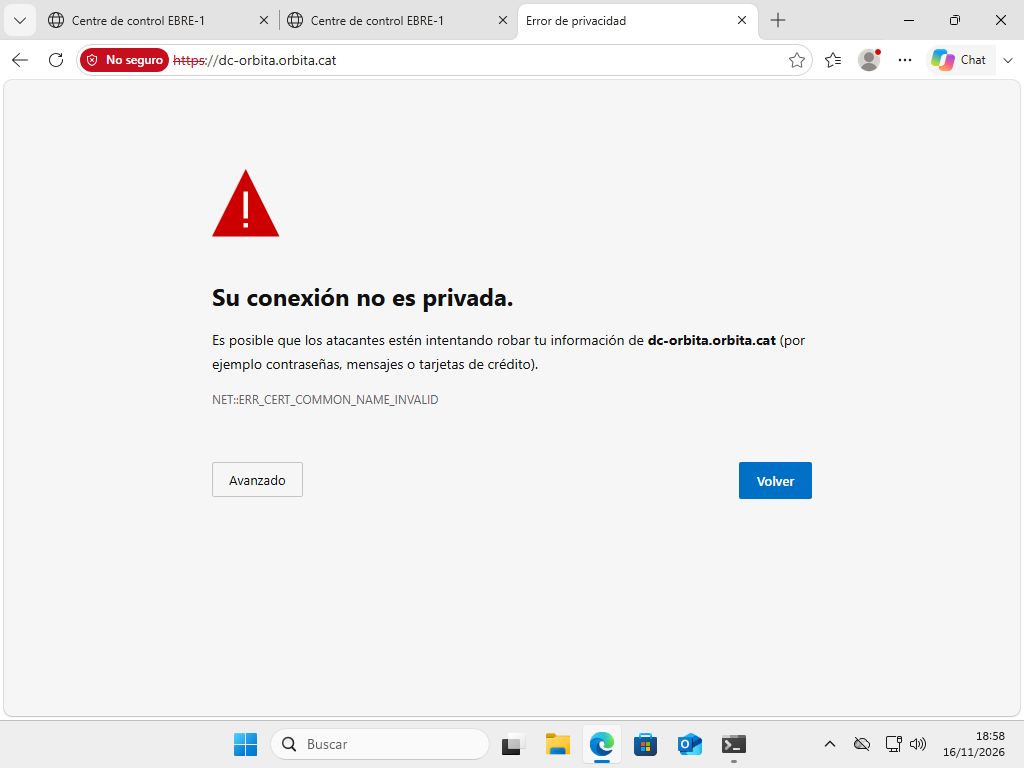 Centre de control EBRE-1
Centre de control EBRE-1
Error de privacidad
No seguro
https://dc-orbita.orbita.cat
Chat
!
Su conexión no es privada.
Es posible que los atacantes estén intentando robar tu información de dc-orbita.orbita.cat (por
ejemplo contraseñas, mensajes o tarjetas de crédito).
NET::ERR_CERT_COMMON_NAME_INVALID
Avanzado
Volver
Buscar
18:58
16/11/2026